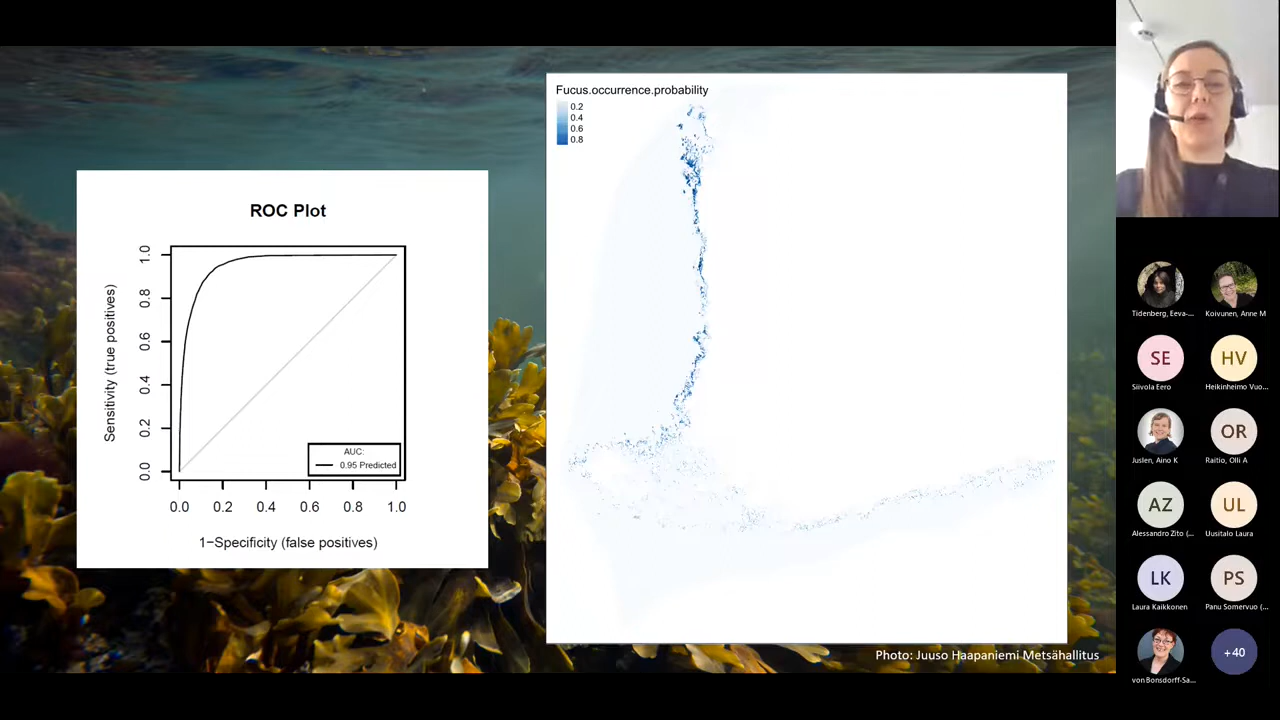 ROC Plot
Sensitivity (true positives)
1.0
0.8
0.6
0.4
0.2
0.0
AUC:
0.95 Predicted
0.0 0.2 0.4 0.6 0.8 1.0
1−Specificity (false positives)
Fucus.occurrence.probability
0.2
0.4
0.6
0.8
Photo: Juuso Haapaniemi Metsähallitus
Tidenberg, Eeva-...
Koivunen, Anne M
SE
HV
Siivola Eero
Heikinheimo Vuo...
OR
Juslen, Aino K
Raitio, Olli A
AZ
UL
Alessandro Zito (...
Uusitalo Laura
LK
PS
Laura Kaikkonen
Panu Somervuo (...
+40
von Bonsdorff-Sa...